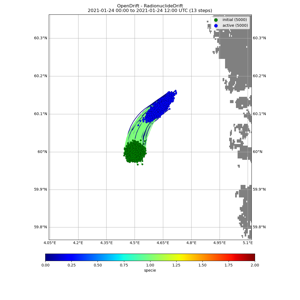 OpenDrift - RadionuclideDrift
2021-01-24 00:00 to 2021-01-24 12:00 UTC (13 steps)
initial (5000)
active (5000)
60.3°N 60.3°N
60.2°N 60.2°N
60.1°N 60.1°N
60°N 60°N
59.9°N 59.9°N
59.8°N 59.8°N
4.05°E 4.2°E 4.35°E 4.5°E 4.65°E 4.8°E 4.95°E 5.1°E
0.00 0.25 0.50 0.75 1.00 1.25 1.50 1.75 2.00
specie